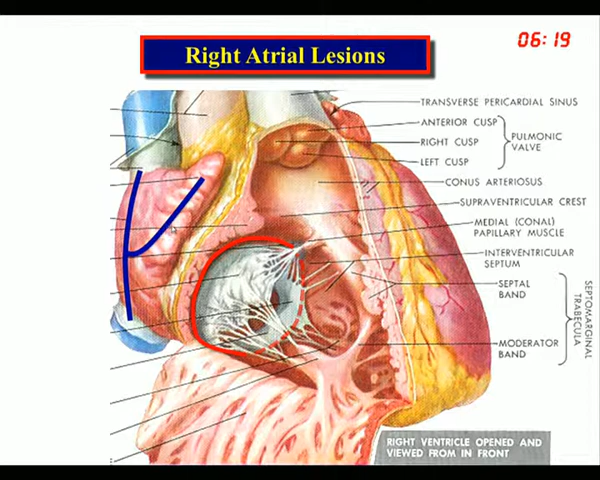 06:19
Right Atrial Lesions
TRANSVERSE PERICARDIAL SINUS
ANTERIOR CUSP
RIGHT CUSP
LEFT CUSP
PULMONIC
VALVE
CONUS ARTERIOSUS
SUPRAVENTRICULAR CREST
MEDIAL (CONAL)
PAPILLARY MUSCLE
INTERVENTRICULAR
SEPTUM
SEPTAL
BAND
MODERATOR
BAND
SEPTOMARGINAL
TRABECULA
RIGHT VENTRICLE OPENED AND
VIEWED FROM IN FRONT